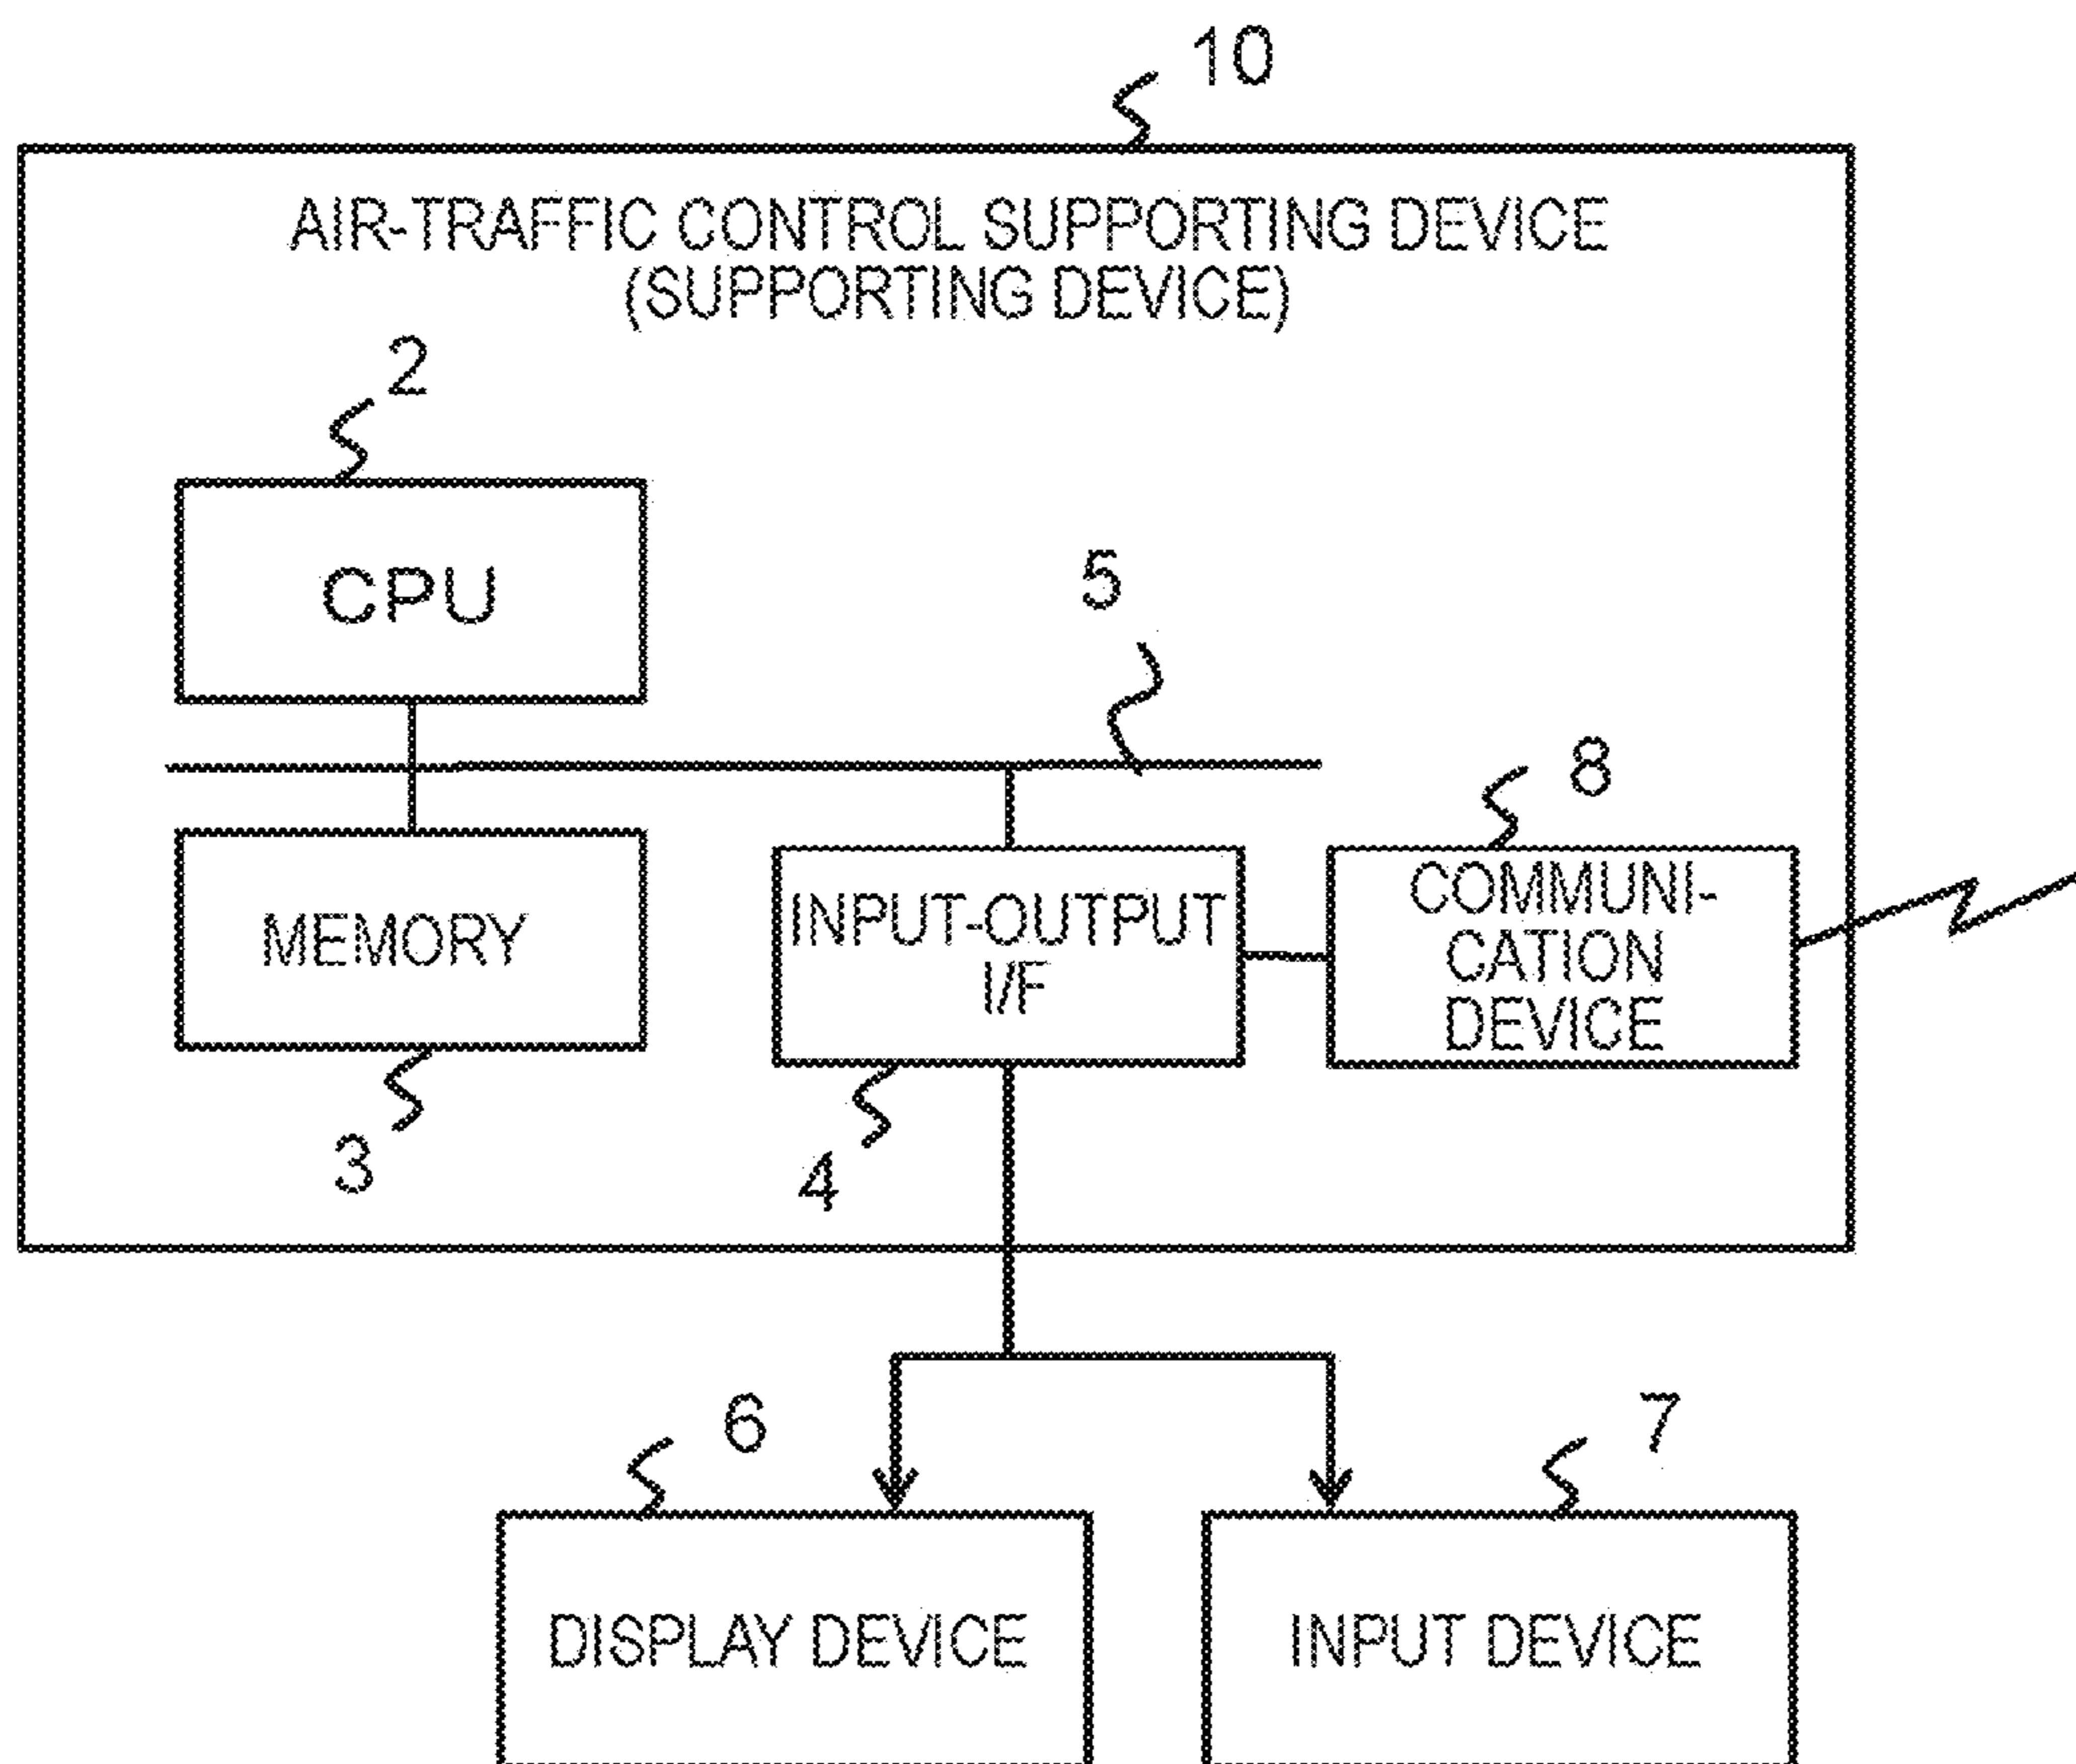 10
AIR-TRAFFIC CONTROL SUPPORTING DEVICE
(SUPPORTING DEVICE)
2
CPU
5
8
MEMORY
INPUT-OUTPUT
I/F
COMMUNI-
CATION
DEVICE
3
4
6
7
DISPLAY DEVICE
INPUT DEVICE